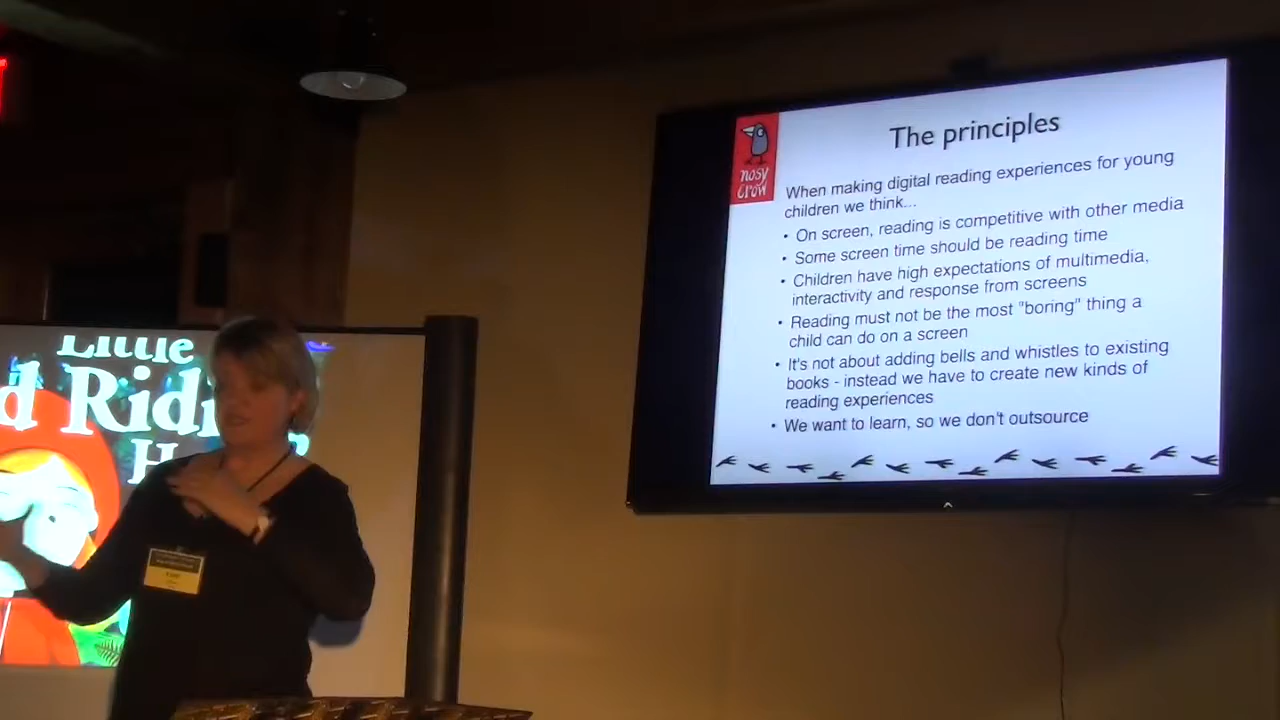 The principles
nosy
crow
When making digital reading experiences for young
children we think...
• On screen, reading is competitive with other media
• Some screen time should be reading time
• Children have high expectations of multimedia,
interactivity and response from screens
• Reading must not be the most "boring" thing a
child can do on a screen
• It's not about adding bells and whistles to existing
books - instead we have to create new kinds of
reading experiences
• We want to learn, so we don't outsource
Little
d Ridi
H